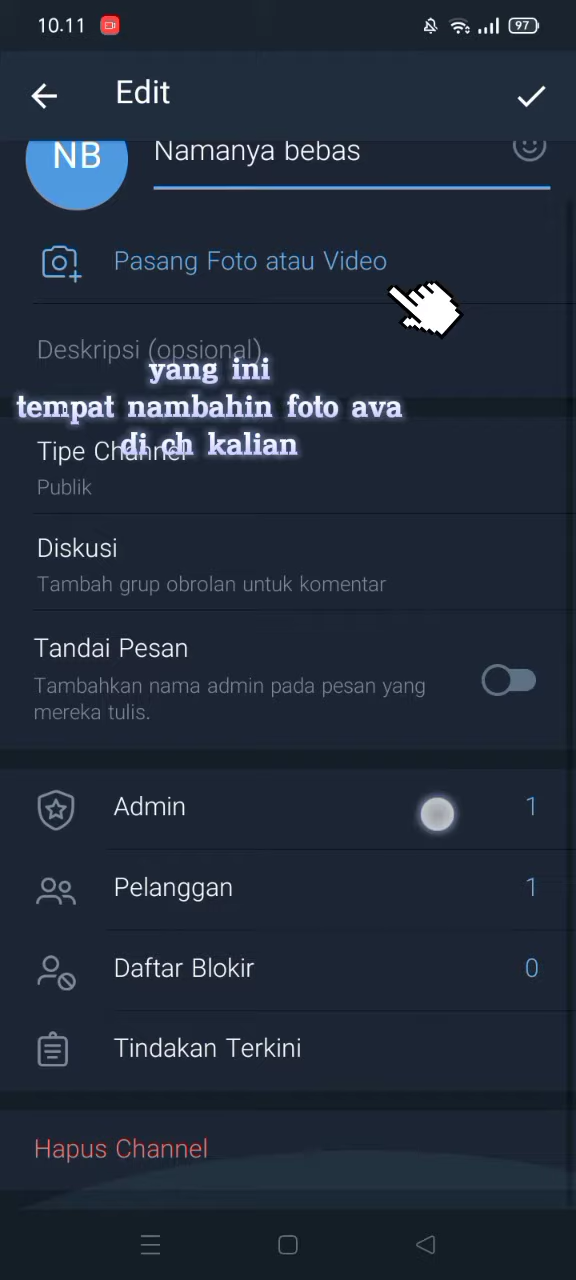 10.11
97
Edit
NB
Namanya bebas
Pasang Foto atau Video
Deskripsi (opsional)
yang ini
tempat nambahin foto ava
di ch kalian
Tipe Channel
Publik
Diskusi
Tambah grup obrolan untuk komentar
Tandai Pesan
Tambahkan nama admin pada pesan yang
mereka tulis.
Admin 1
Pelanggan 1
Daftar Blokir 0
Tindakan Terkini
Hapus Channel